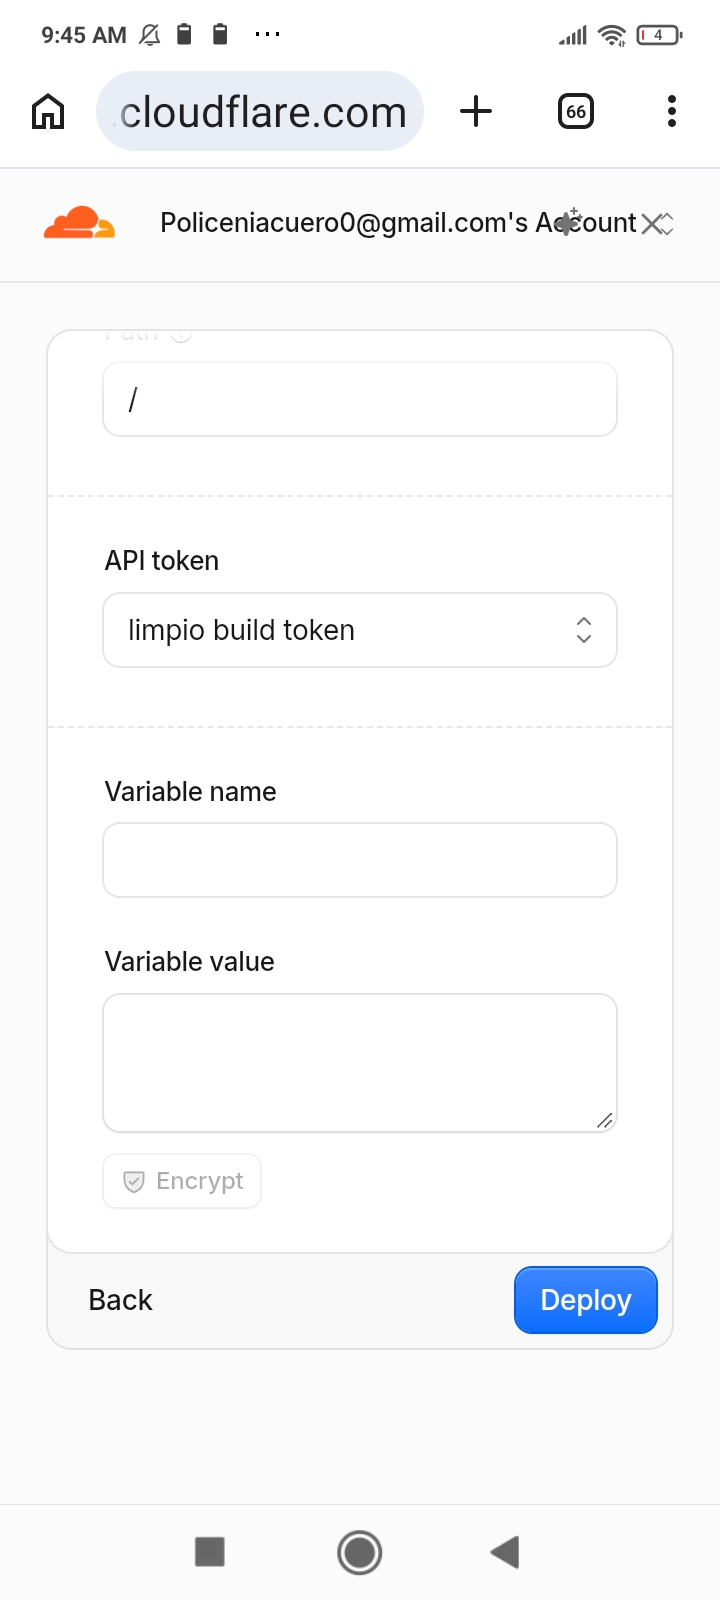 9:45 AM
4
.cloudflare.com
66
Policeniacuero0@gmail.com's Account
Path
/
API token
limpio build token
Variable name
Variable value
Encrypt
Back
Deploy